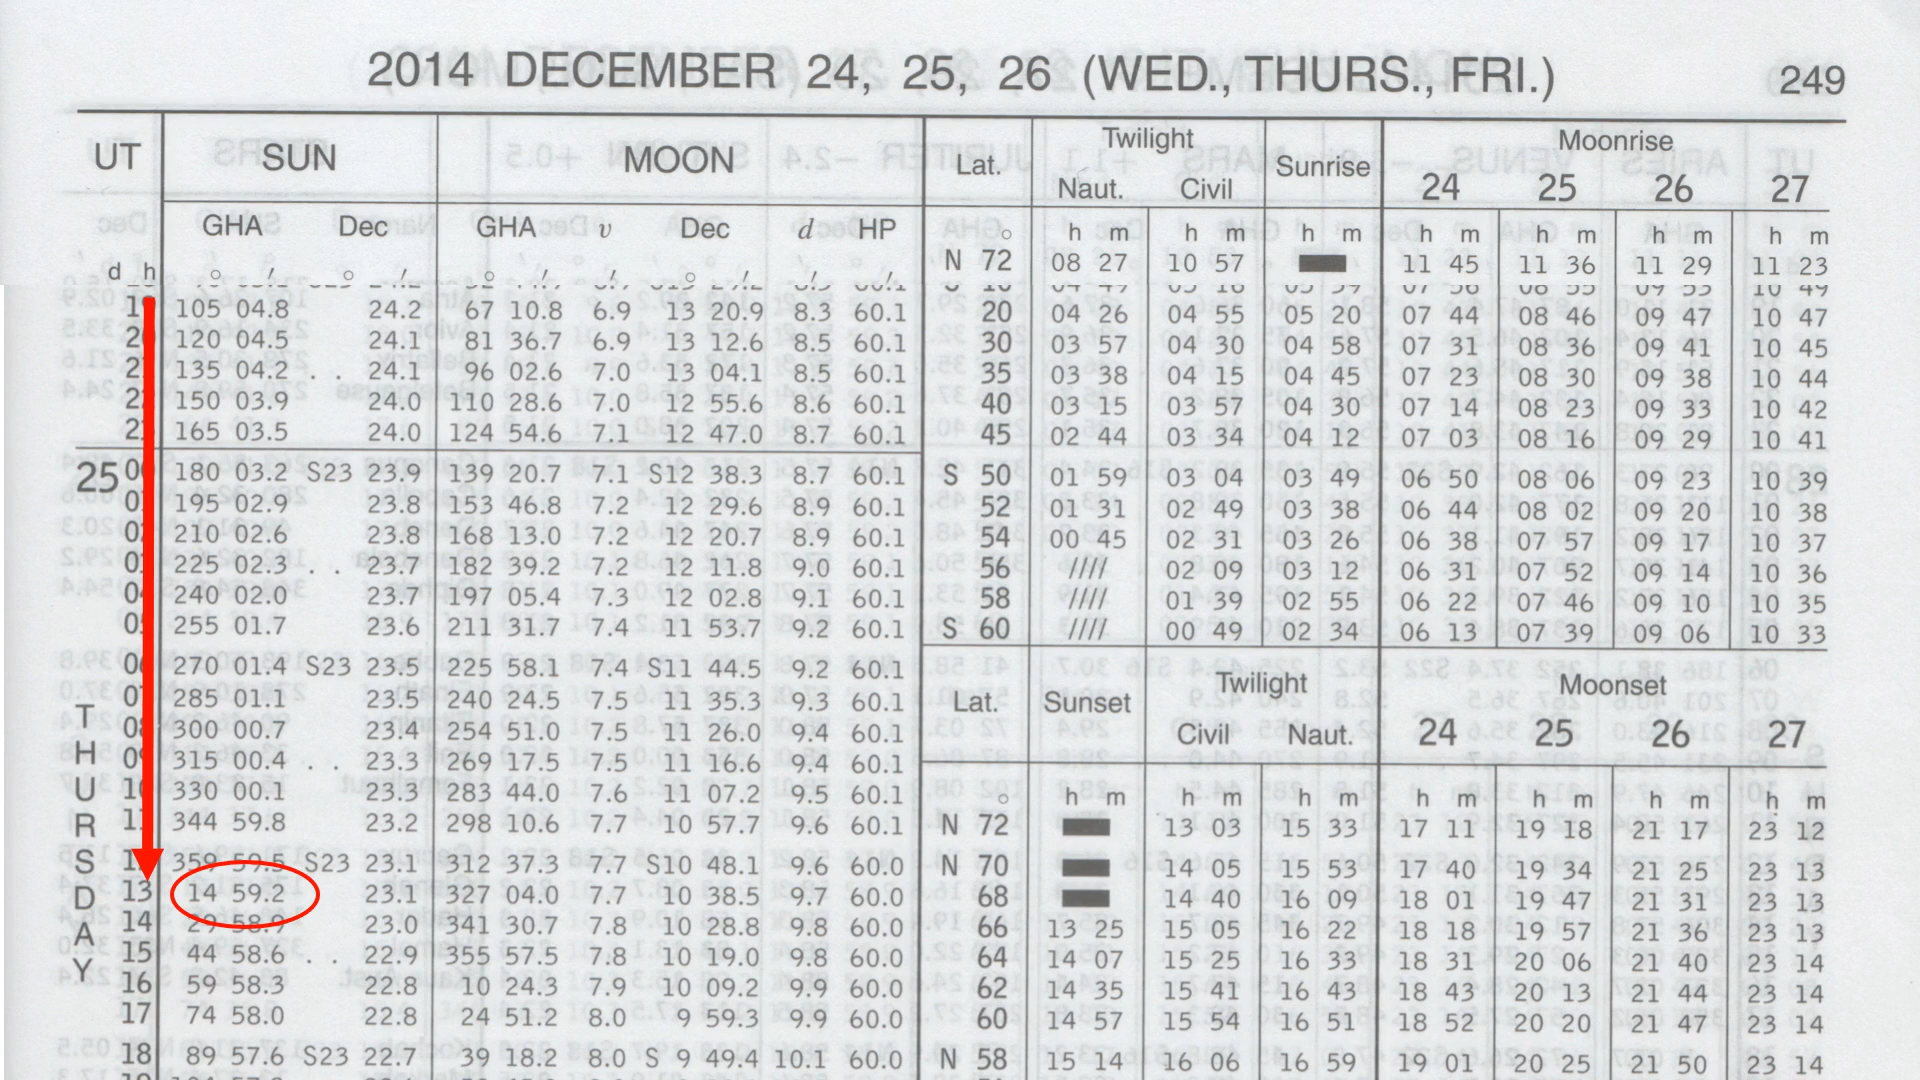 2014 DECEMBER 24, 25, 26 (WED., THURS., FRI.) 249
UT SUN MOON
GHA Dec GHA v Dec d HP
d h ° ′ ° ′ ° ′ ′ ° ′ ′ ′
105 04.8 24.2 67 10.8 6.9 13 20.9 8.3 60.1
120 04.5 24.1 81 36.7 6.9 13 12.6 8.5 60.1
135 04.2 . . 24.1 96 02.6 7.0 13 04.1 8.5 60.1
150 03.9 24.0 110 28.6 7.0 12 55.6 8.6 60.1
165 03.5 24.0 124 54.6 7.1 12 47.0 8.7 60.1
25 180 03.2 S23 23.9 139 20.7 7.1 S12 38.3 8.7 60.1
195 02.9 23.8 153 46.8 7.2 12 29.6 8.9 60.1
210 02.6 23.8 168 13.0 7.2 12 20.7 8.9 60.1
225 02.3 . . 23.7 182 39.2 7.2 12 11.8 9.0 60.1
240 02.0 23.7 197 05.4 7.3 12 02.8 9.1 60.1
255 01.7 23.6 211 31.7 7.4 11 53.7 9.2 60.1
270 01.4 S23 23.5 225 58.1 7.4 S11 44.5 9.2 60.1
285 01.1 23.5 240 24.5 7.5 11 35.3 9.3 60.1
T 300 00.7 23.4 254 51.0 7.5 11 26.0 9.4 60.1
H 315 00.4 . . 23.3 269 17.5 7.5 11 16.6 9.4 60.1
U 330 00.1 23.3 283 44.0 7.6 11 07.2 9.5 60.1
R 344 59.8 23.2 298 10.6 7.7 10 57.7 9.6 60.1
S 359 59.5 S23 23.1 312 37.3 7.7 S10 48.1 9.6 60.0
D 13 14 59.2 23.1 327 04.0 7.7 10 38.5 9.7 60.0
A 14 29 58.9 23.0 341 30.7 7.8 10 28.8 9.8 60.0
Y 15 44 58.6 . . 22.9 355 57.5 7.8 10 19.0 9.8 60.0
16 59 58.3 22.8 10 24.3 7.9 10 09.2 9.9 60.0
17 74 58.0 22.8 24 51.2 8.0 9 59.3 9.9 60.0
18 89 57.6 S23 22.7 39 18.2 8.0 S 9 49.4 10.1 60.0
Lat. Twilight Sunrise Moonrise
Naut. Civil 24 25 26 27
° h m h m h m h m h m h m h m
N 72 08 27 10 57 11 45 11 36 11 29 11 23
20 04 26 04 55 05 20 07 44 08 46 09 47 10 47
30 03 57 04 30 04 58 07 31 08 36 09 41 10 45
35 03 38 04 15 04 45 07 23 08 30 09 38 10 44
40 03 15 03 57 04 30 07 14 08 23 09 33 10 42
45 02 44 03 34 04 12 07 03 08 16 09 29 10 41
S 50 01 59 03 04 03 49 06 50 08 06 09 23 10 39
52 01 31 02 49 03 38 06 44 08 02 09 20 10 38
54 00 45 02 31 03 26 06 38 07 57 09 17 10 37
56 //// 02 09 03 12 06 31 07 52 09 14 10 36
58 //// 01 39 02 55 06 22 07 46 09 10 10 35
S 60 //// 00 49 02 34 06 13 07 39 09 06 10 33
Lat. Sunset Twilight Moonset
Civil Naut. 24 25 26 27
° h m h m h m h m h m h m h m
N 72 13 03 15 33 17 11 19 18 21 17 23 12
N 70 14 05 15 53 17 40 19 34 21 25 23 13
68 14 40 16 09 18 01 19 47 21 31 23 13
66 13 25 15 05 16 22 18 18 19 57 21 36 23 13
64 14 07 15 25 16 33 18 31 20 06 21 40 23 14
62 14 35 15 41 16 43 18 43 20 13 21 44 23 14
60 14 57 15 54 16 51 18 52 20 20 21 47 23 14
N 58 15 14 16 06 16 59 19 01 20 25 21 50 23 14